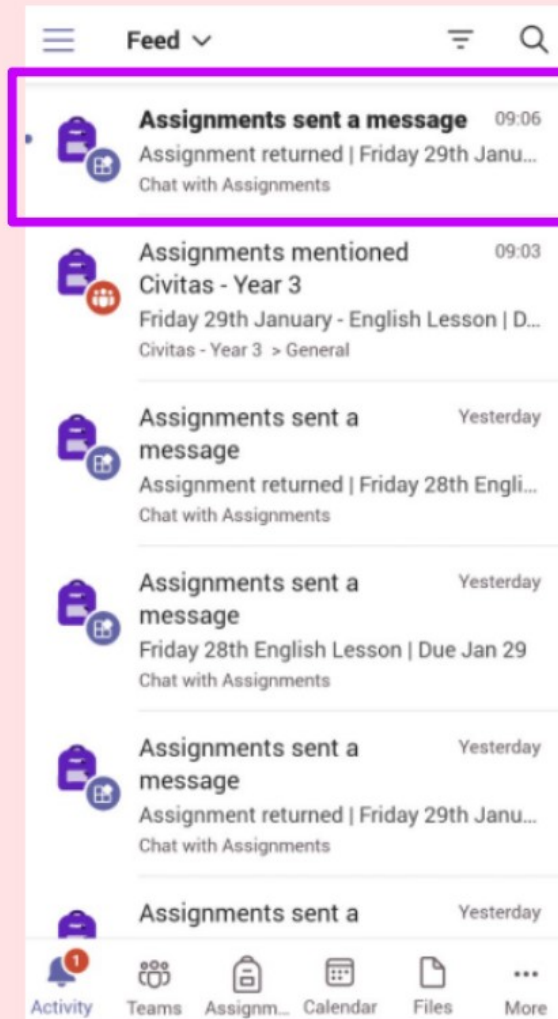 Feed
Assignments sent a message 09:06
Assignment returned | Friday 29th Janu...
Chat with Assignments
Assignments mentioned 09:03
Civitas - Year 3
Friday 29th January - English Lesson | D...
Civitas - Year 3 > General
Assignments sent a Yesterday
message
Assignment returned | Friday 28th Engli...
Chat with Assignments
Assignments sent a Yesterday
message
Friday 28th English Lesson | Due Jan 29
Chat with Assignments
Assignments sent a Yesterday
message
Assignment returned | Friday 29th Janu...
Chat with Assignments
Assignments sent a Yesterday
1
Activity Teams Assignm... Calendar Files More